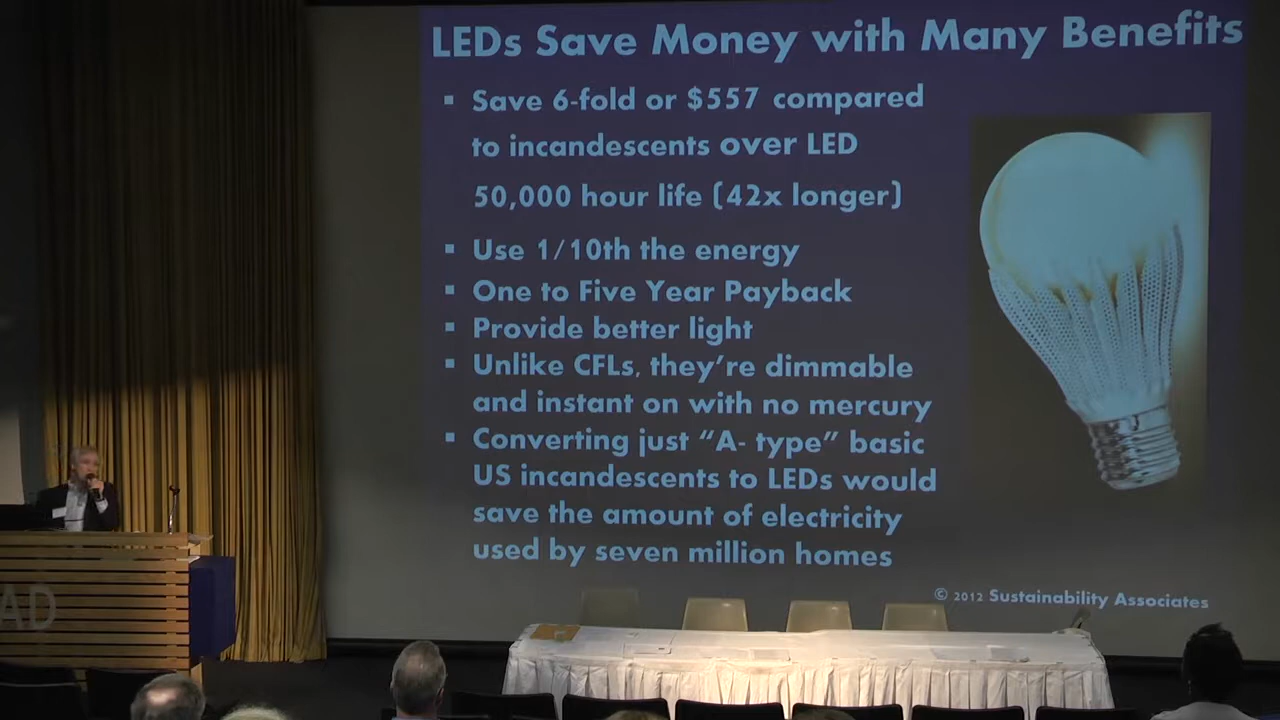 LEDs Save Money with Many Benefits
▪ Save 6-fold or $557 compared
to incandescents over LED
50,000 hour life (42x longer)
▪ Use 1/10th the energy
▪ One to Five Year Payback
▪ Provide better light
▪ Unlike CFLs, they're dimmable
and instant on with no mercury
▪ Converting just “A- type” basic
US incandescents to LEDs would
save the amount of electricity
used by seven million homes
© 2012 Sustainability Associates
AD